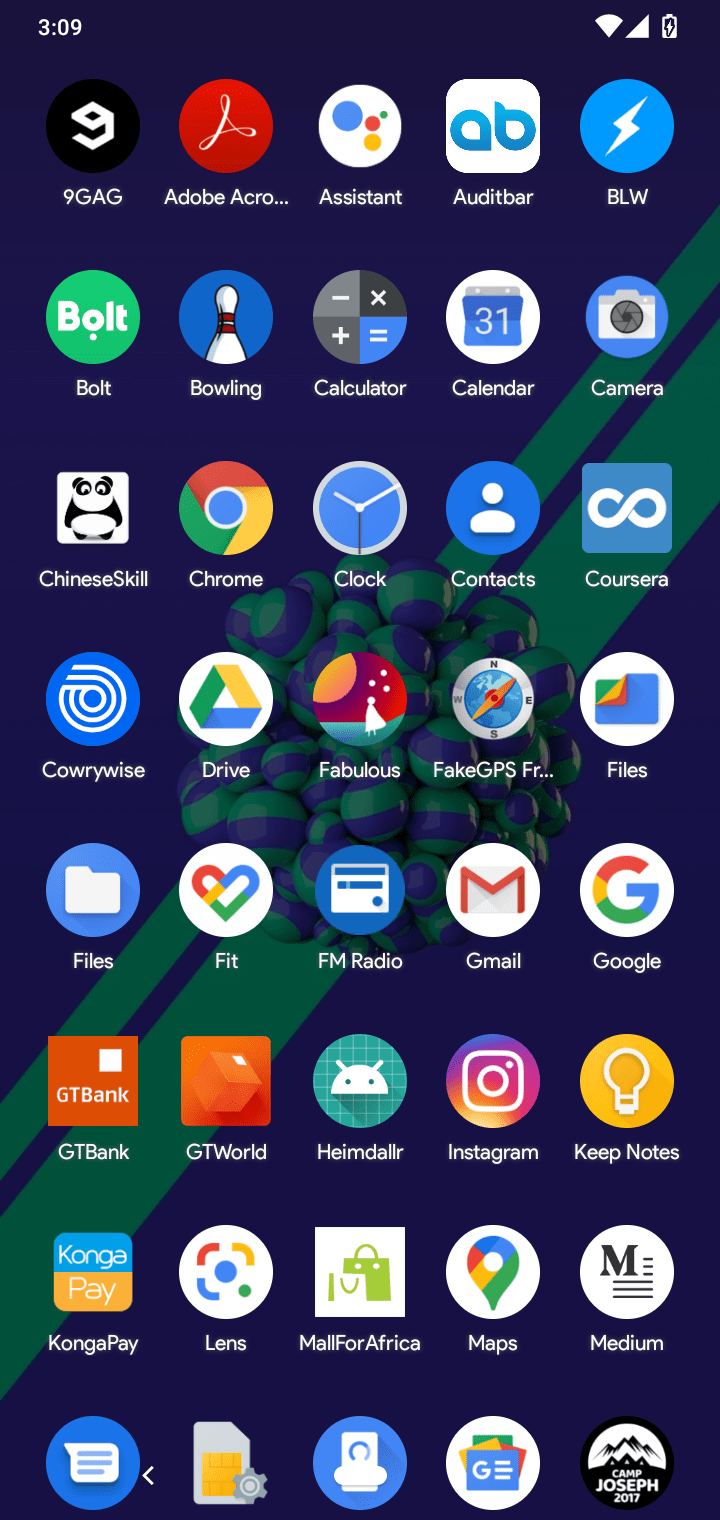 3:09
9GAG
Adobe Acro...
Assistant
ab
Auditbar
BLW
Bolt
31
Bolt
Bowling
Calculator
Calendar
Camera
ChineseSkill
Chrome
Clock
Contacts
Coursera
N
W E
S
Cowrywise
Drive
Fabulous
FakeGPS Fr...
Files
Files
Fit
FM Radio
Gmail
Google
GTBank
GTBank
GTWorld
Heimdallr
Instagram
Keep Notes
Konga
Pay
M
KongaPay
Lens
MallForAfrica
Maps
Medium
GE
CAMP
JOSEPH
2017